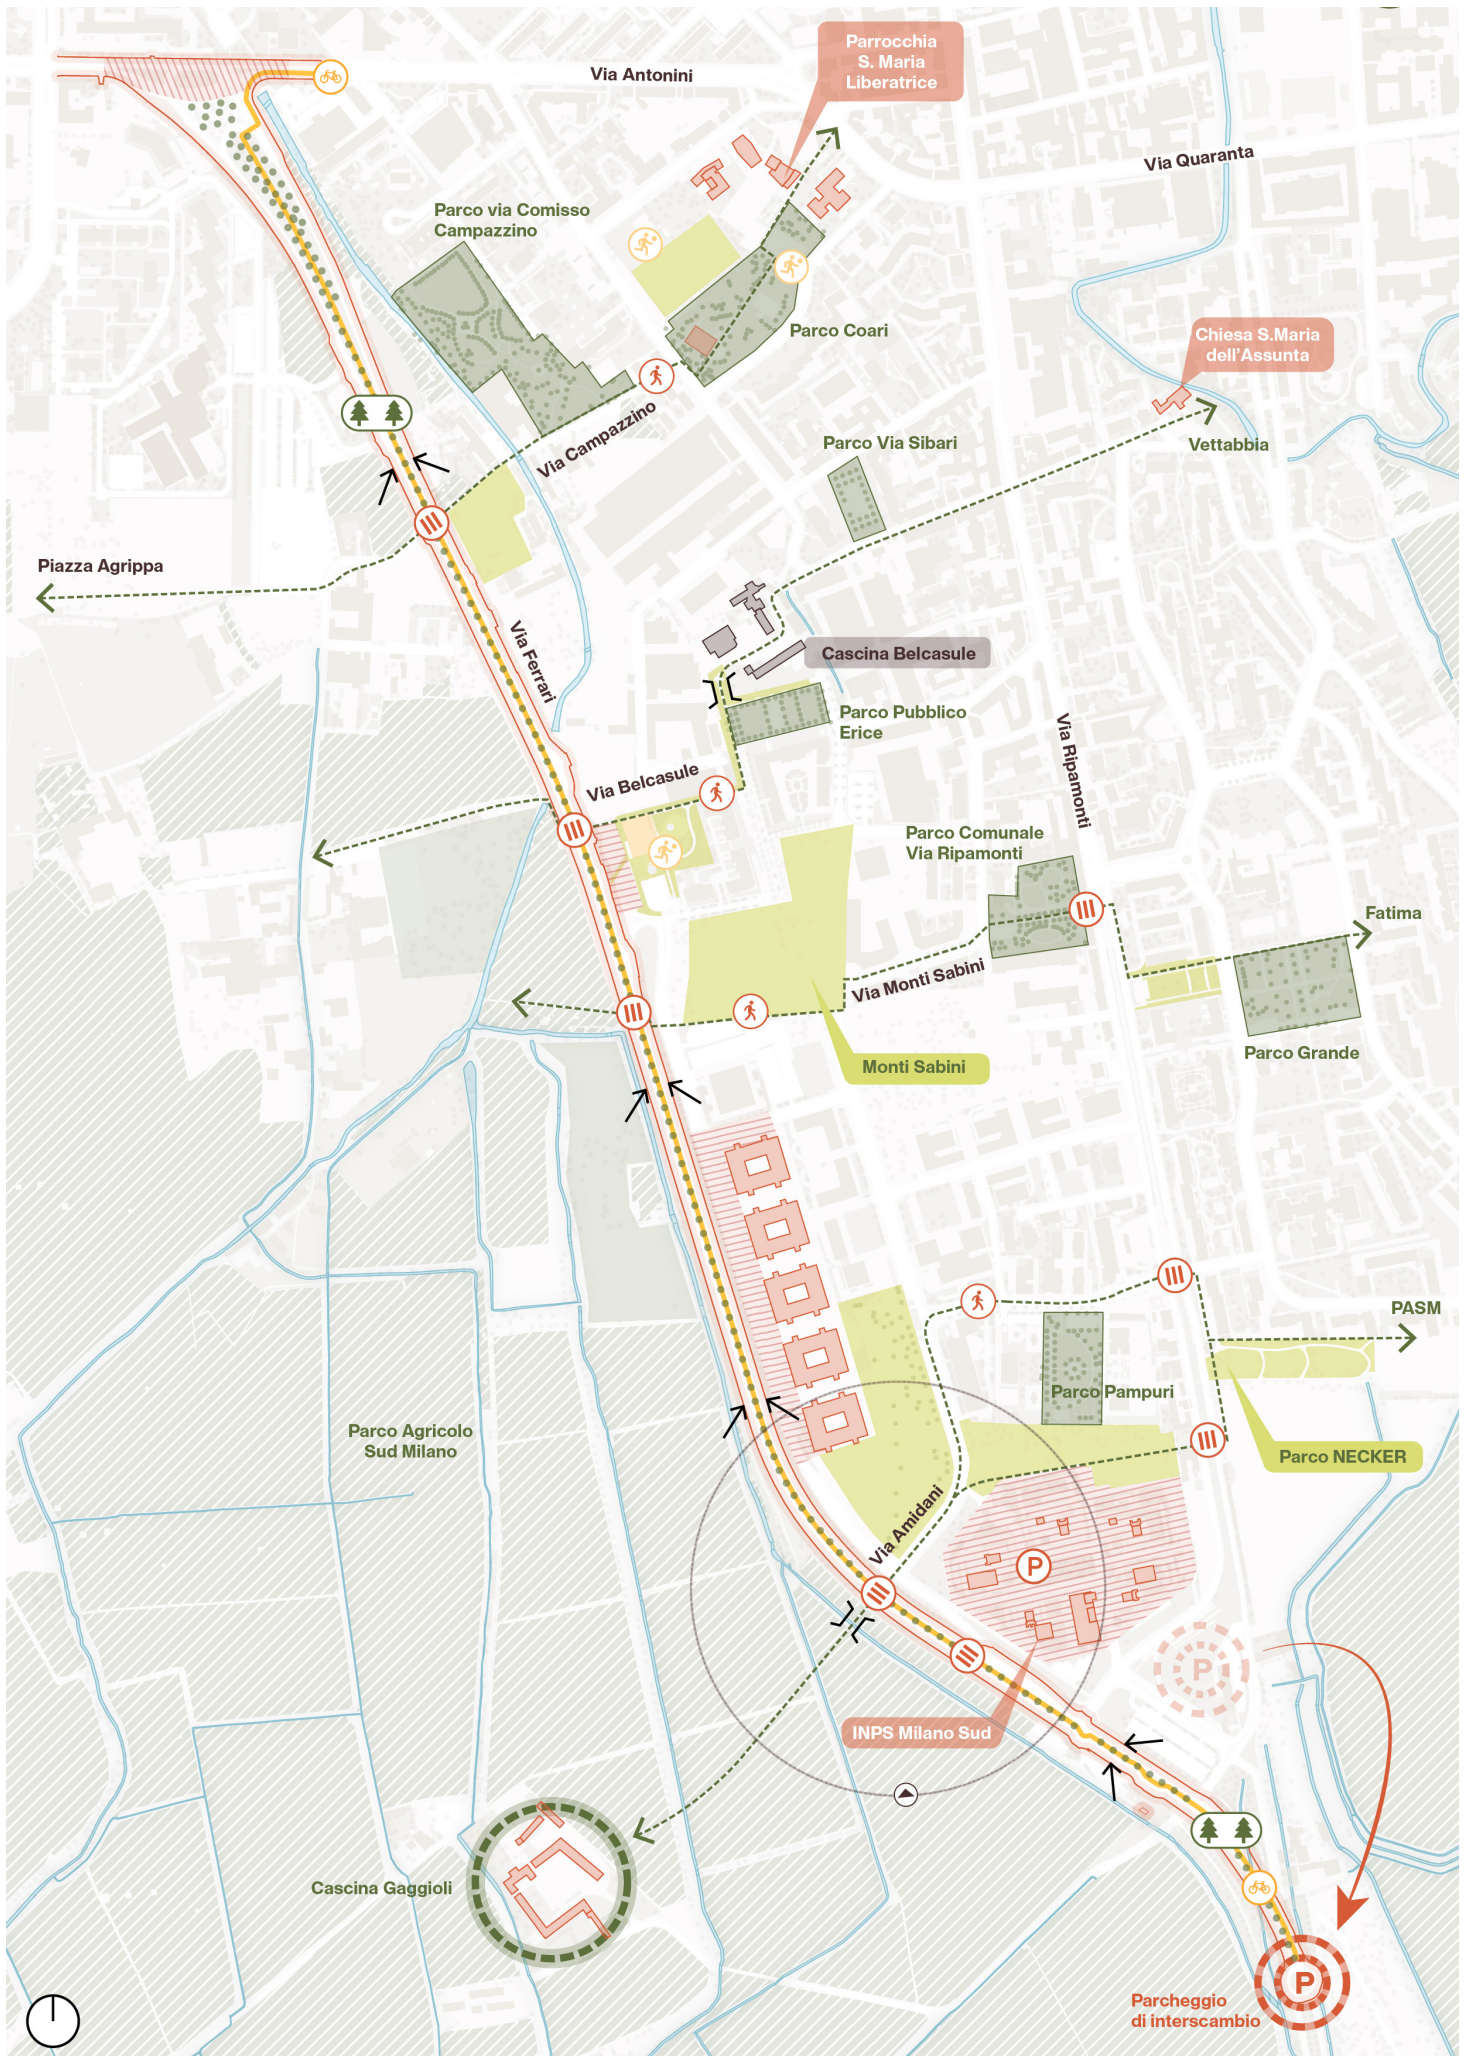 Parrocchia
S. Maria
Liberatrice
Via Antonini
Via Quaranta
Parco via Comisso
Campazzino
Parco Coari
Chiesa S.Maria
dell'Assunta
Via Campazzino
Parco Via Sibari
Vettabbia
Piazza Agrippa
Via Ferrari
Cascina Belcasule
Parco Pubblico
Erice
Via Ripamonti
Via Belcasule
Parco Comunale
Via Ripamonti
Fatima
Via Monti Sabini
Parco Grande
Monti Sabini
PASM
Parco Pampuri
Parco Agricolo
Sud Milano
Parco NECKER
Via Amidani
P
P
INPS Milano Sud
Cascina Gaggioli
P
Parcheggio
di interscambio